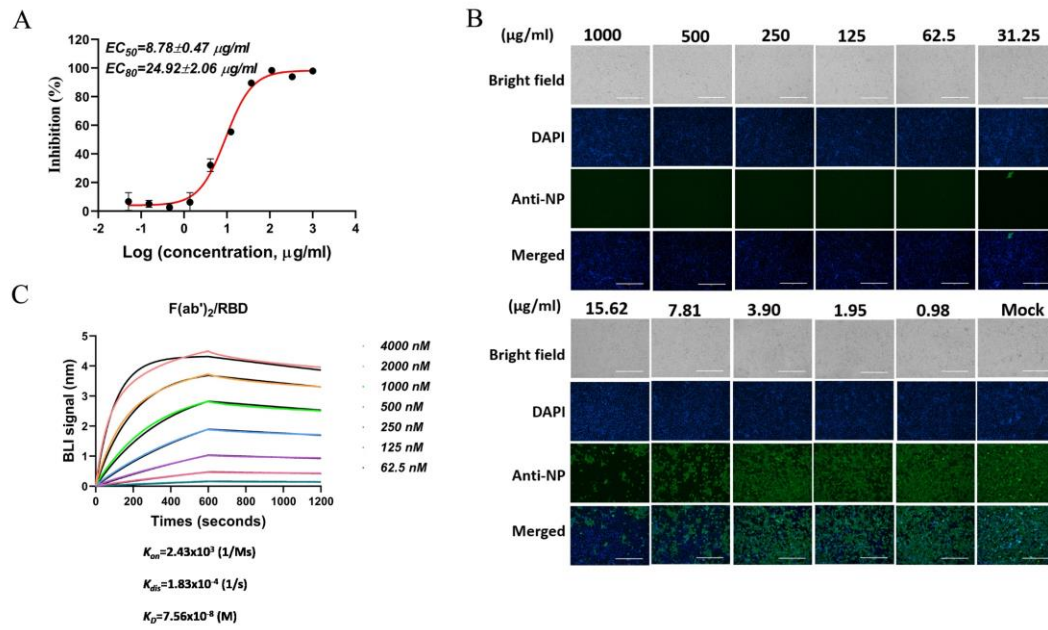 A
EC50=8.78±0.47 μg/ml
EC80=24.92±2.06 μg/ml
120
100
80
60
40
20
0
Inhibition (%)
-2 -1 0 1 2 3 4
Log (concentration, μg/ml)
B
(μg/ml) 1000 500 250 125 62.5 31.25
Bright field
DAPI
Anti-NP
Merged
(μg/ml) 15.62 7.81 3.90 1.95 0.98 Mock
Bright field
DAPI
Anti-NP
Merged
C
F(ab')2/RBD
5
4
3
2
1
0
BLI signal (nm)
0 200 400 600 800 1000 1200
Times (seconds)
4000 nM
2000 nM
1000 nM
500 nM
250 nM
125 nM
62.5 nM
Kon=2.43x10³ (1/Ms)
Kdis=1.83x10⁻⁴ (1/s)
KD=7.56x10⁻⁸ (M)